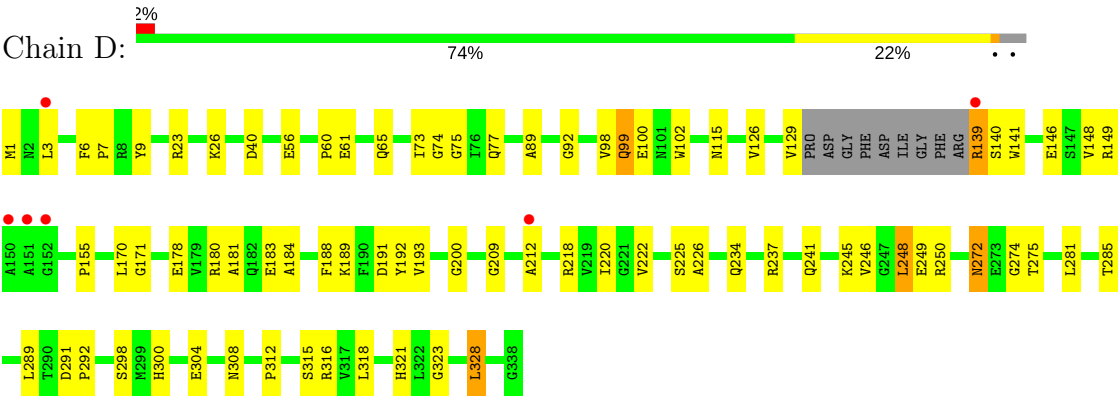 2%
Chain D:
74% 22% • •
M1 N2 L3 F6 P7 R8 Y9 R23 K26 D40 E56 P60 E61 Q65 I73 G74 G75 I76 Q77 A89 G92 V98 Q99 E100 N101 W102 N115 V126 V129 PRO ASP GLY PHE ASP ILE GLY PHE ARG R139 S140 W141 E146 S147 V148 R149
A150 A151 G152 P155 L170 G171 E178 V179 R180 A181 Q182 E183 A184 F188 K189 F190 D191 Y192 V193 G200 G209 A212 R218 V219 I220 G221 V222 S225 A226 Q234 R237 Q241 K245 V246 G247 L248 E249 R250 N272 E273 G274 T275 L281 T285
L289 T290 D291 P292 S298 M299 H300 E304 N308 P312 S315 R316 V317 L318 H321 L322 G323 L328 G338